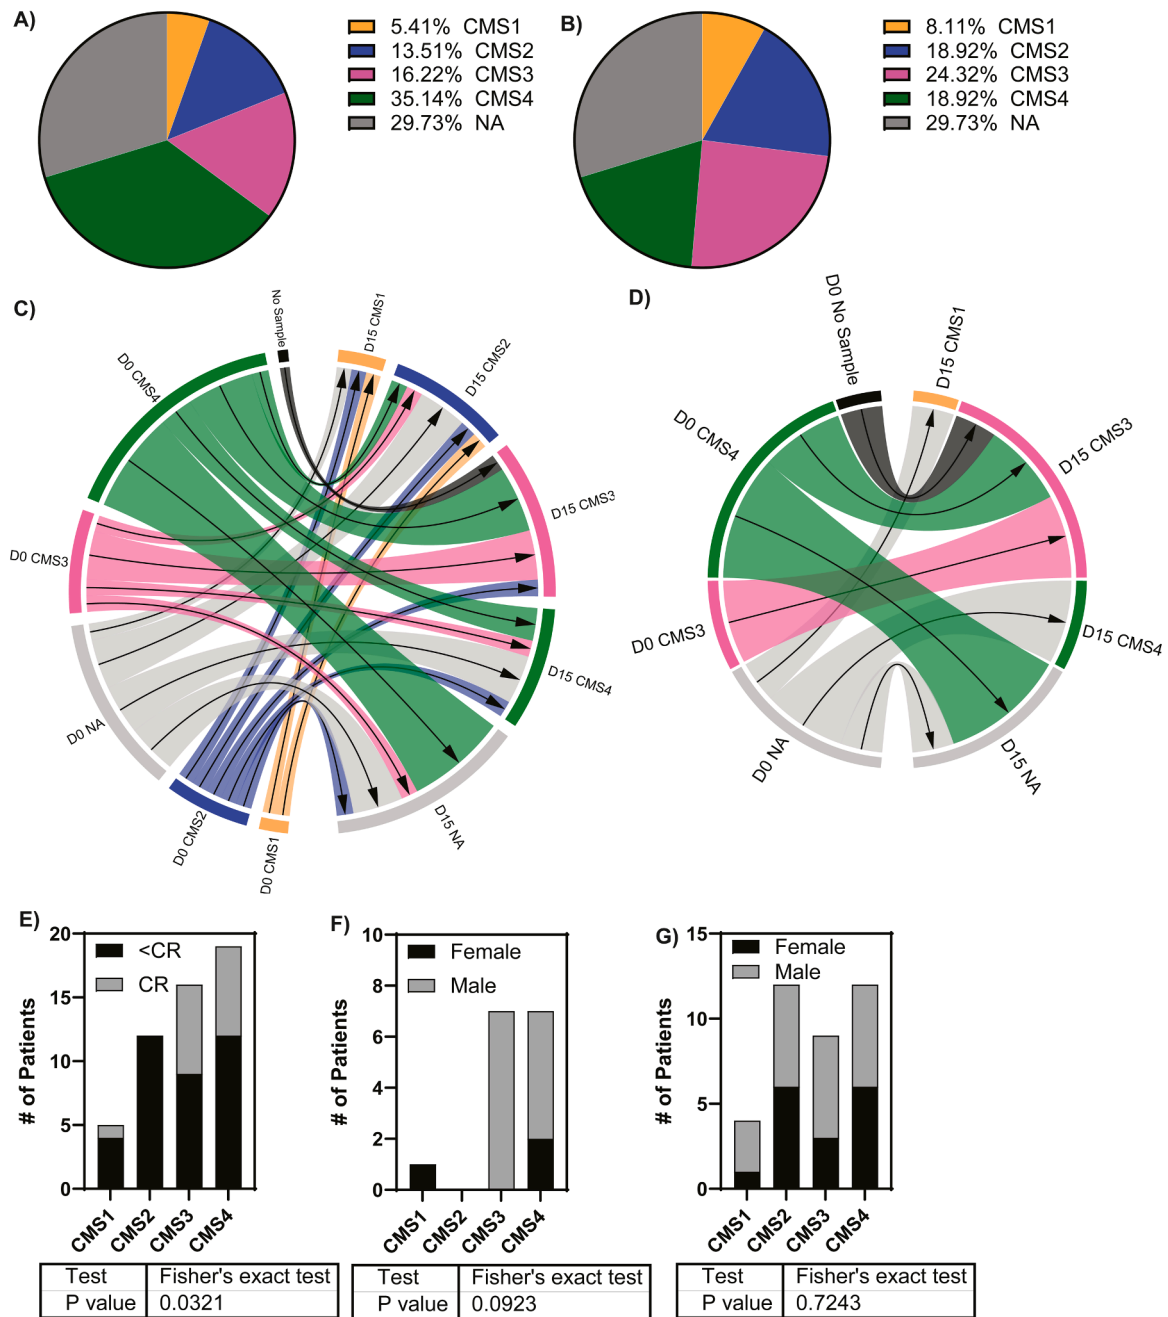 A)
5.41% CMS1
13.51% CMS2
16.22% CMS3
35.14% CMS4
29.73% NA
B)
8.11% CMS1
18.92% CMS2
24.32% CMS3
18.92% CMS4
29.73% NA
C)
No Sample
D15 CMS1
D15 CMS2
D15 CMS3
D15 CMS4
D15 NA
D0 CMS1
D0 CMS2
D0 NA
D0 CMS3
D0 CMS4
D)
D0 No Sample
D15 CMS1
D15 CMS3
D15 CMS4
D15 NA
D0 NA
D0 CMS3
D0 CMS4
E)
# of Patients
20
15
10
5
0
<CR
CR
CMS1
CMS2
CMS3
CMS4
Test Fisher's exact test
P value 0.0321
F)
# of Patients
10
8
6
4
2
0
Female
Male
CMS1
CMS2
CMS3
CMS4
Test Fisher's exact test
P value 0.0923
G)
# of Patients
15
10
5
0
Female
Male
CMS1
CMS2
CMS3
CMS4
Test Fisher's exact test
P value 0.7243